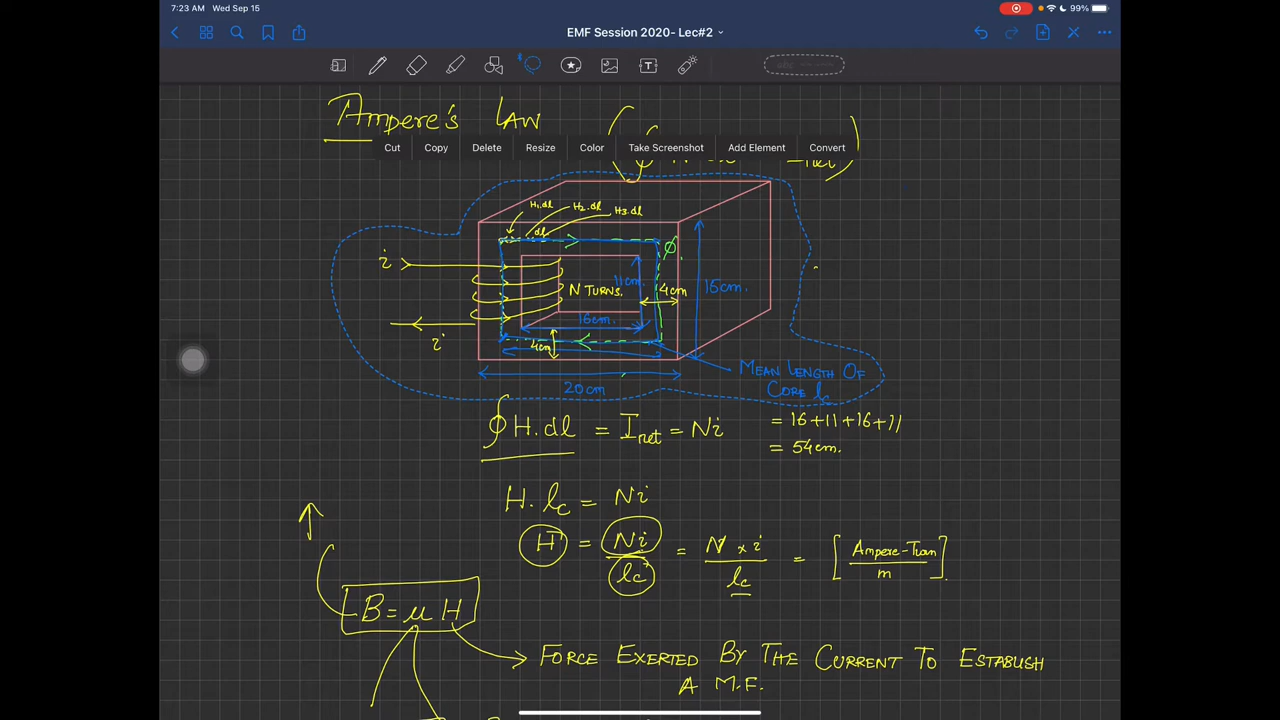 7:23 AM Wed Sep 15
99%
EMF Session 2020- Lec#2
abc
Ampere's LAW
Cut Copy Delete Resize Color Take Screenshot Add Element Convert
H1.dl
H2.dl
H3.dl
dl
i
Ø
11cm.
N TURNS.
4cm
15cm.
16cm.
i
4cm
20cm
MEAN LENGTH OF
CORE lc
∮ H.dl = Inet = Ni
= 16+11+16+11
= 54cm.
H. lc = Ni
H = Ni/lc = N x i/lc = [Ampere-Turn/m].
B = μ H
FORCE EXERTED BY THE CURRENT TO ESTABLISH
A M.F.